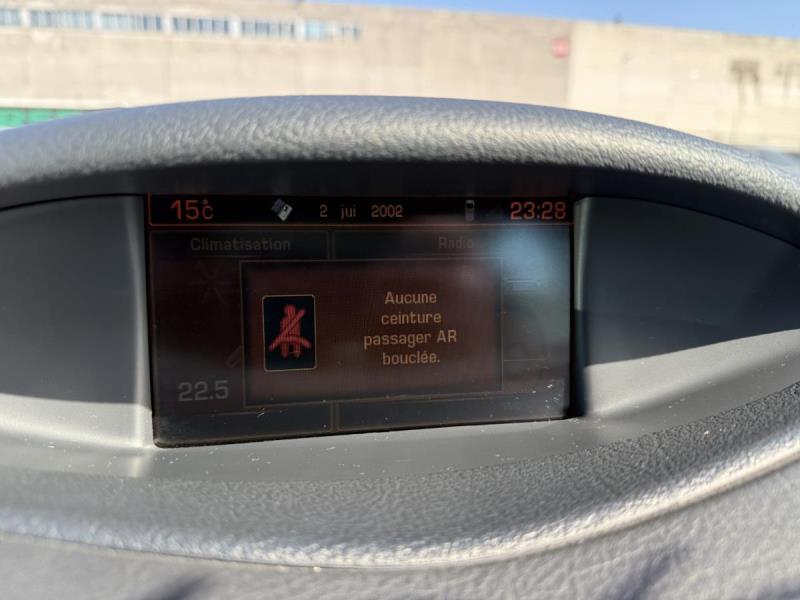 15°C 2 jui 2002 23:28
Climatisation Radio
Aucune
ceinture
passager AR
bouclée.
22.5